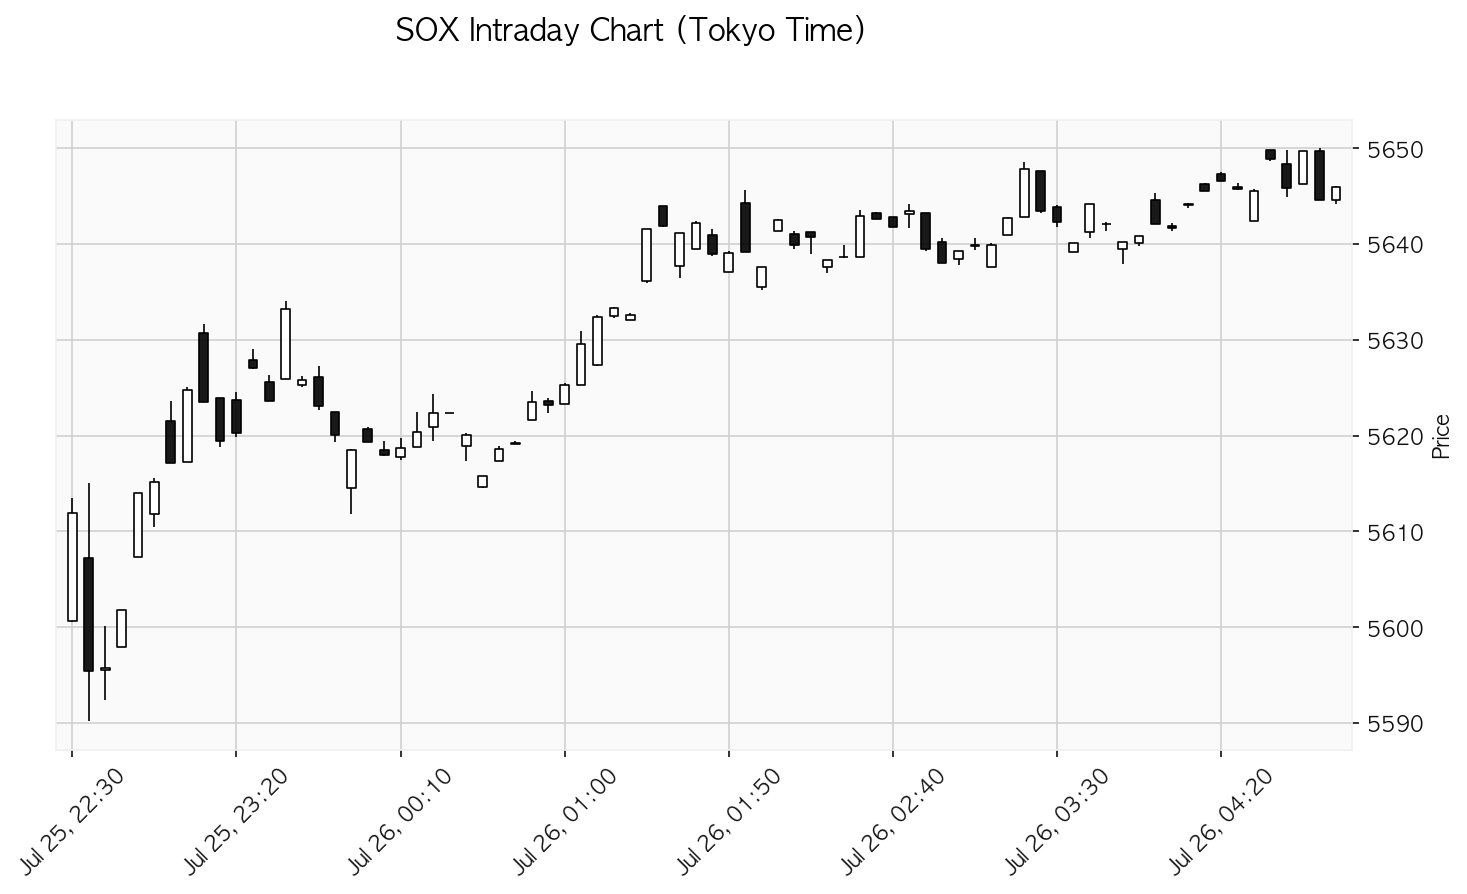 SOX Intraday Chart (Tokyo Time)
5650
5640
5630
5620
5610
5600
5590
Price
Jul 25, 22:30
Jul 25, 23:20
Jul 26, 00:10
Jul 26, 01:00
Jul 26, 01:50
Jul 26, 02:40
Jul 26, 03:30
Jul 26, 04:20